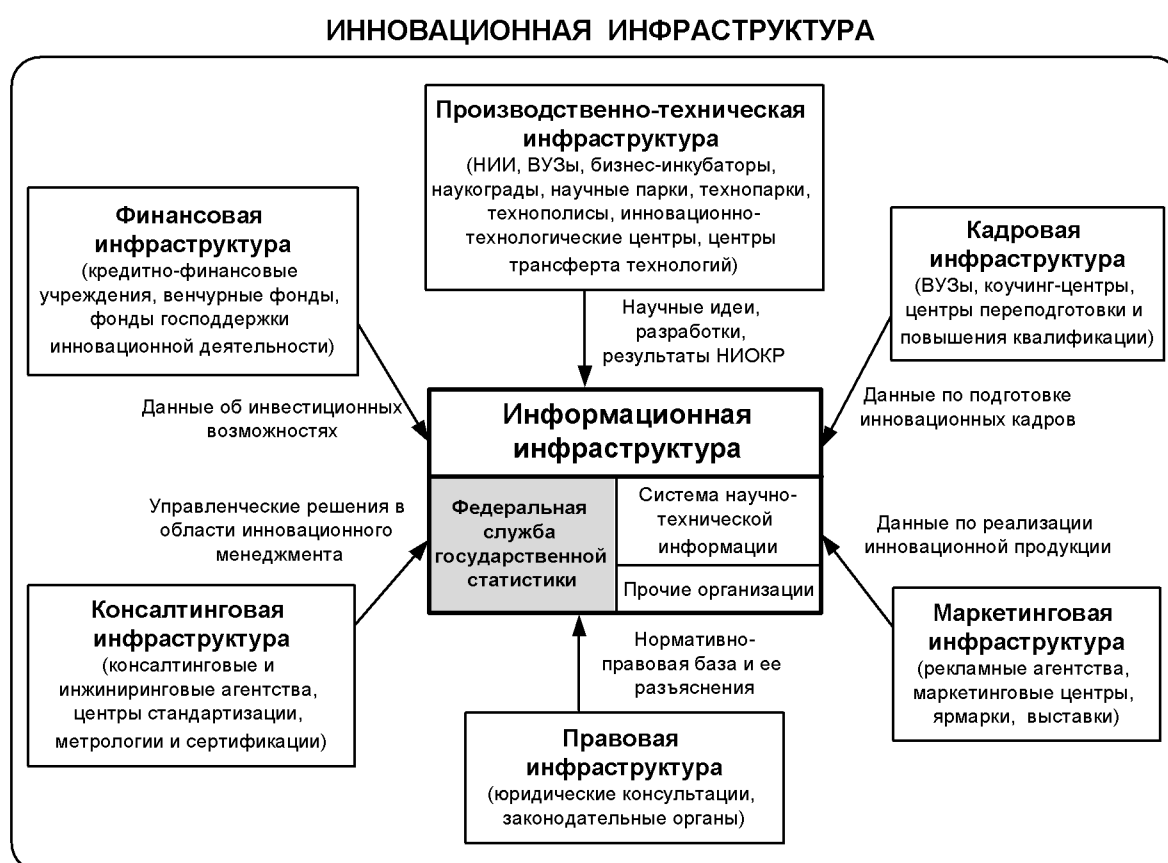 ИННОВАЦИОННАЯ ИНФРАСТРУКТУРА
Производственно-техническая
инфраструктура
(НИИ, ВУЗы, бизнес-инкубаторы,
наукограды, научные парки, технопарки,
технополисы, инновационно-
технологические центры, центры
трансферта технологий)
Финансовая
инфраструктура
(кредитно-финансовые
учреждения, венчурные фонды,
фонды господдержки
инновационной деятельности)
Кадровая
инфраструктура
(ВУЗы, коучинг-центры,
центры переподготовки и
повышения квалификации)
Научные идеи,
разработки,
результаты НИОКР
Данные об инвестиционных
возможностях
Данные по подготовке
инновационных кадров
Информационная
инфраструктура
Федеральная
служба
государственной
статистики
Система научно-
технической
информации
Прочие организации
Управленческие решения в
области инновационного
менеджмента
Данные по реализации
инновационной продукции
Консалтинговая
инфраструктура
(консалтинговые и
инжиниринговые агентства,
центры стандартизации,
метрологии и сертификации)
Нормативно-
правовая база и ее
разъяснения
Маркетинговая
инфраструктура
(рекламные агентства,
маркетинговые центры,
ярмарки, выставки)
Правовая
инфраструктура
(юридические консультации,
законодательные органы)